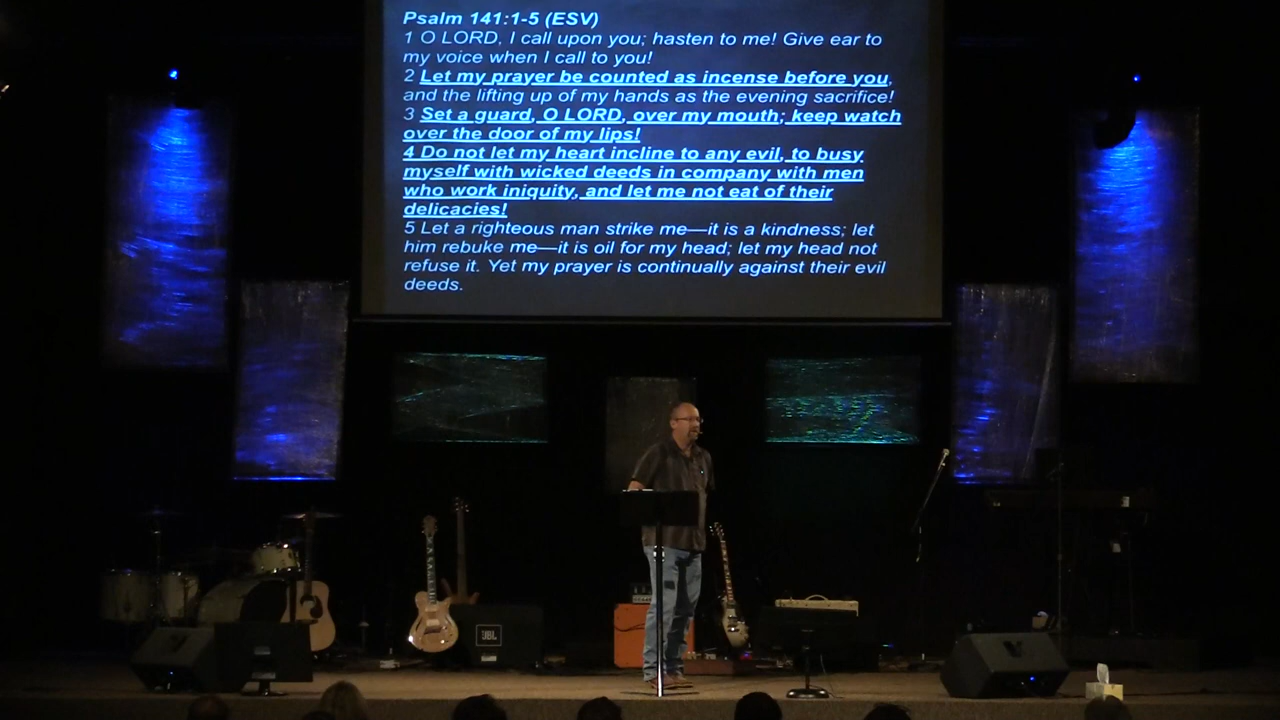 Psalm 141:1-5 (ESV)
1 O LORD, I call upon you; hasten to me! Give ear to
my voice when I call to you!
2 Let my prayer be counted as incense before you,
and the lifting up of my hands as the evening sacrifice!
3 Set a guard, O LORD, over my mouth; keep watch
over the door of my lips!
4 Do not let my heart incline to any evil, to busy
myself with wicked deeds in company with men
who work iniquity, and let me not eat of their
delicacies!
5 Let a righteous man strike me—it is a kindness; let
him rebuke me—it is oil for my head; let my head not
refuse it. Yet my prayer is continually against their evil
deeds.
JBL